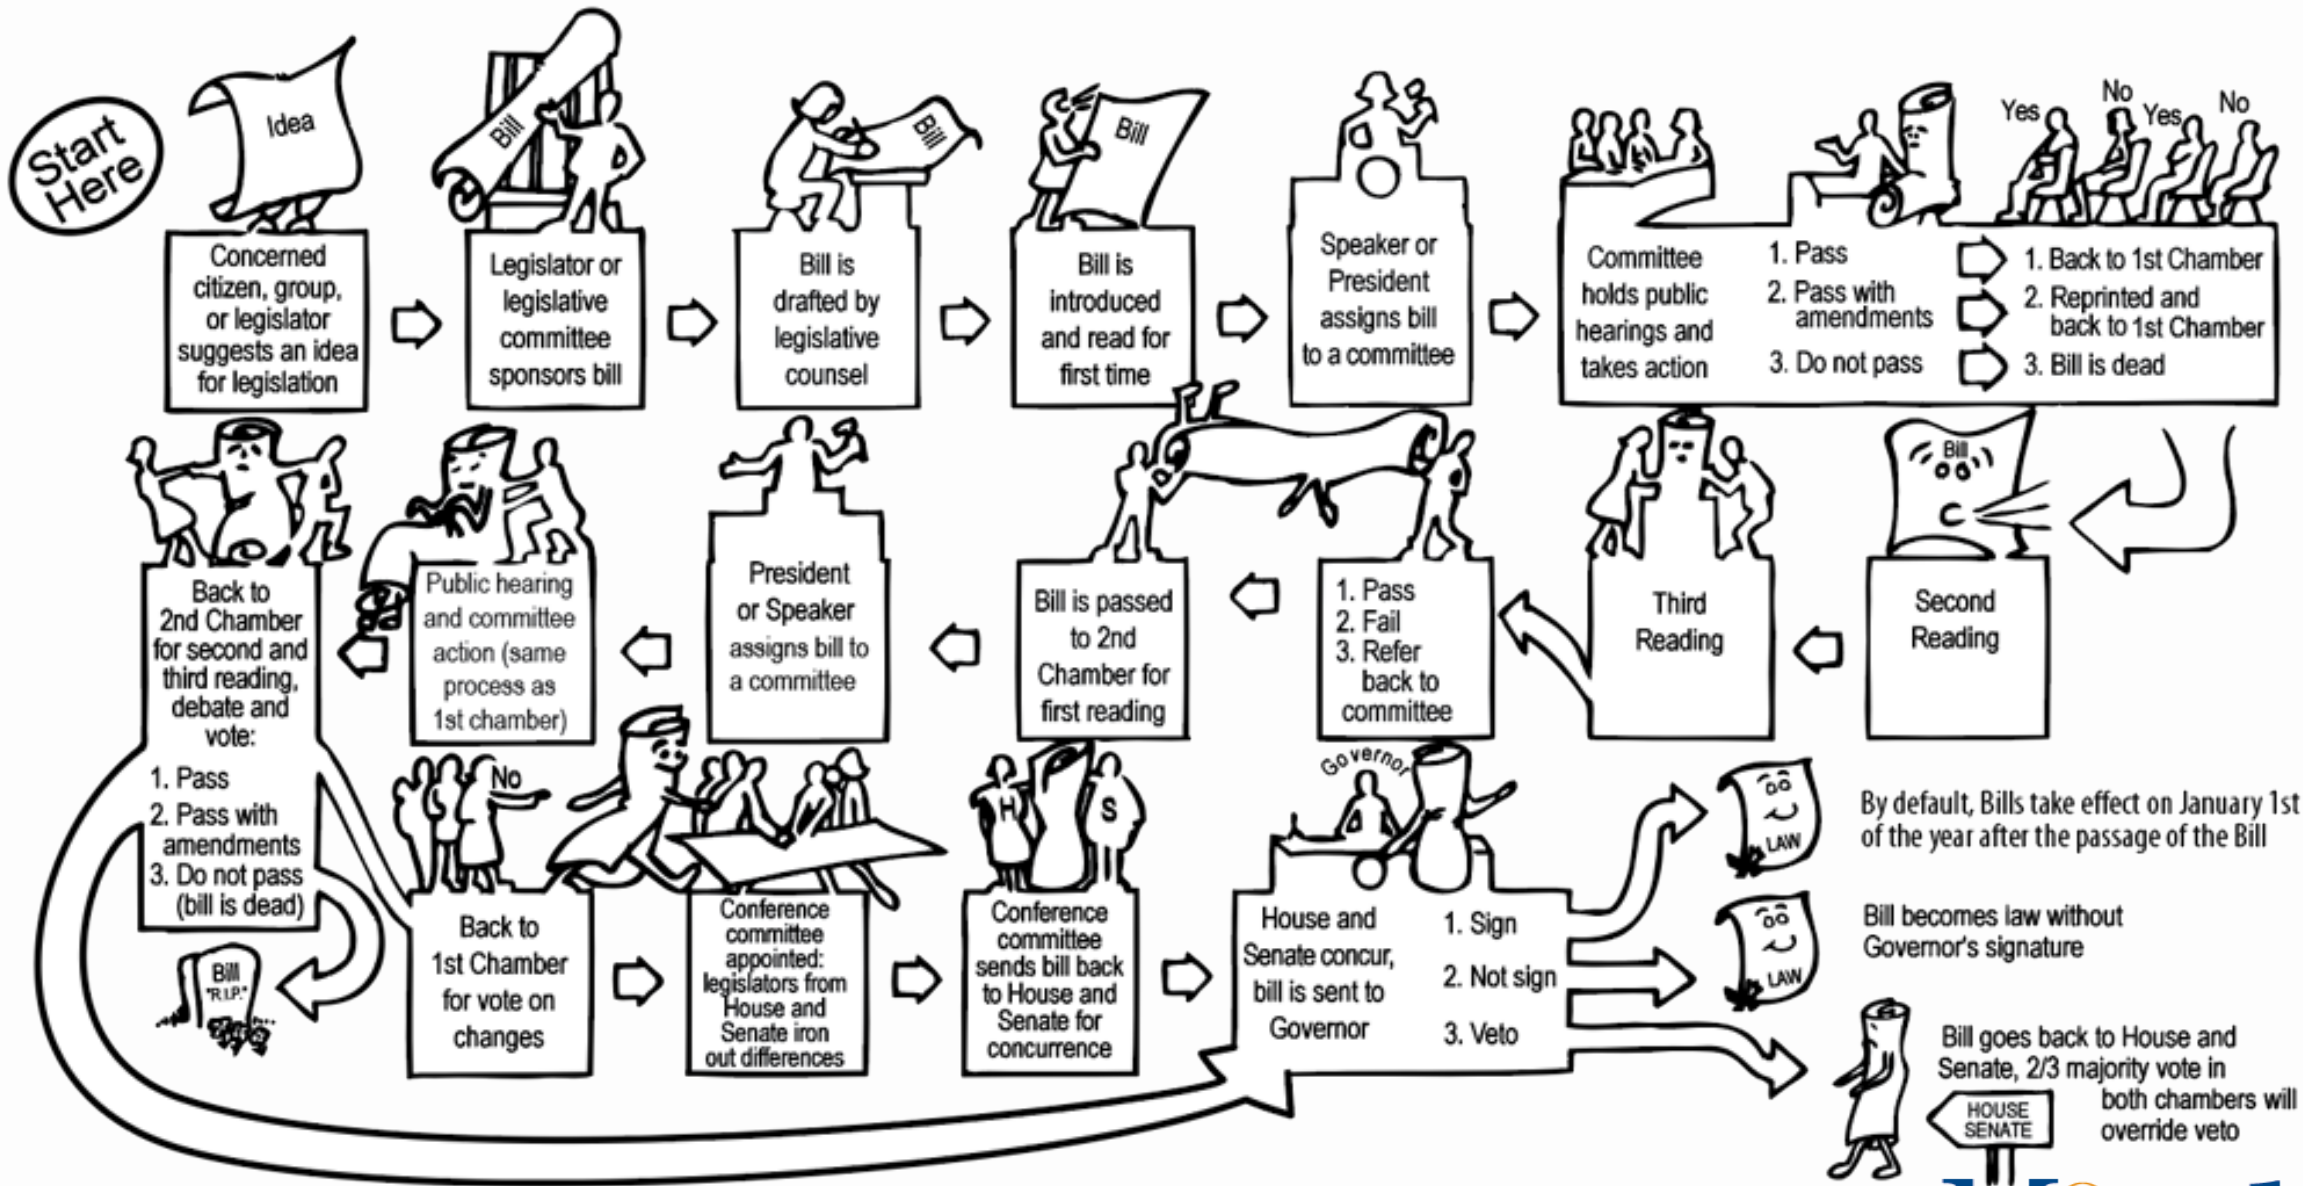 Start
Here
Idea
Concerned
citizen, group,
or legislator
suggests an idea
for legislation
Bill
Legislator or
legislative
committee
sponsors bill
Bill
Bill is
drafted by
legislative
counsel
Bill
Bill is
introduced
and read for
first time
Speaker or
President
assigns bill
to a committee
Yes
No
Yes
No
Committee
holds public
hearings and
takes action
1. Pass
2. Pass with
amendments
3. Do not pass
1. Back to 1st Chamber
2. Reprinted and
back to 1st Chamber
3. Bill is dead
Bill
Second
Reading
Third
Reading
1. Pass
2. Fail
3. Refer
back to
committee
Bill is passed
to 2nd
Chamber for
first reading
President
or Speaker
assigns bill to
a committee
Public hearing
and committee
action (same
process as
1st chamber)
Back to
2nd Chamber
for second and
third reading,
debate and
vote:
1. Pass
2. Pass with
amendments
3. Do not pass
(bill is dead)
Bill
"R.I.P."
No
Back to
1st Chamber
for vote on
changes
Conference
committee
appointed:
legislators from
House and
Senate iron
out differences
H
S
Conference
committee
sends bill back
to House and
Senate for
concurrence
Governor
House and
Senate concur,
bill is sent to
Governor
1. Sign
2. Not sign
3. Veto
LAW
By default, Bills take effect on January 1st
of the year after the passage of the Bill
LAW
Bill becomes law without
Governor's signature
Bill goes back to House and
Senate, 2/3 majority vote in
both chambers will
override veto
HOUSE
SENATE